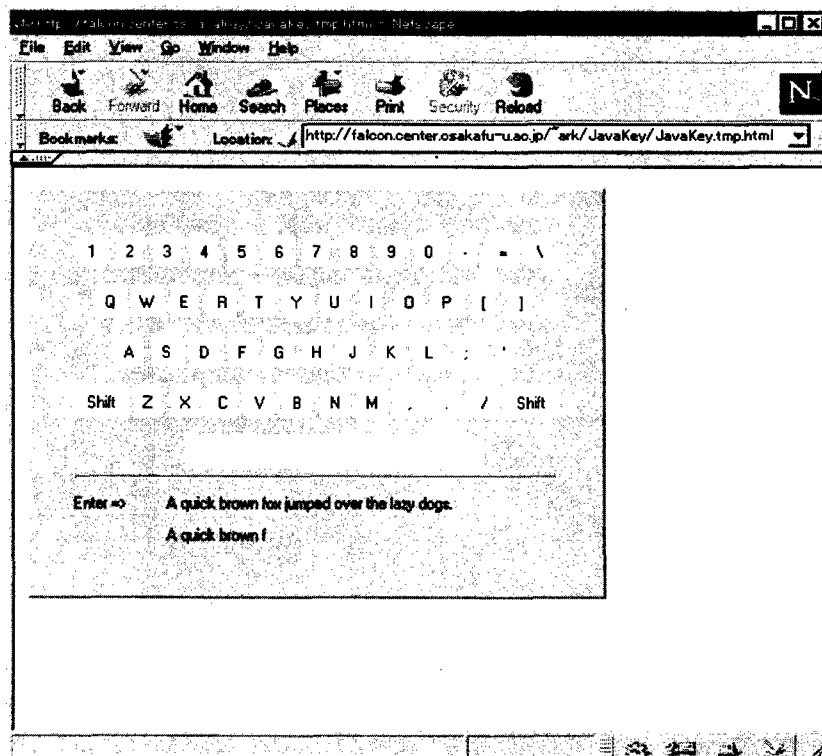 Netscape
File Edit View Go Window Help
Back Forward Home Search Places Print Security Reload
N
Bookmarks: Location: http://falcon.center.osakafu-u.ac.jp/~ark/JavaKey/JavaKey.tmp.html
1 2 3 4 5 6 7 8 9 0 - = \
Q W E R T Y U I O P [ ]
A S D F G H J K L ; '
Shift Z X C V B N M , . / Shift
Enter => A quick brown fox jumped over the lazy dogs.
A quick brown f